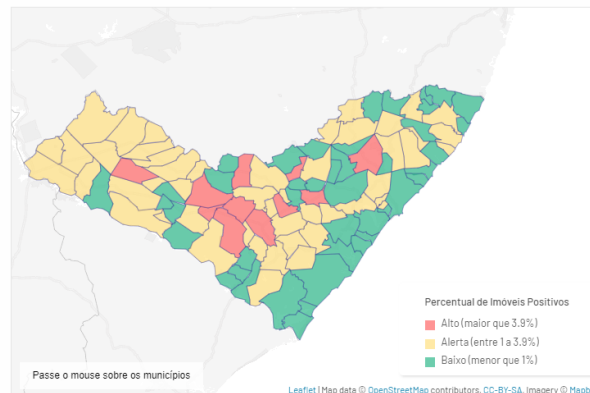 Percentual de Imóveis Positivos
Alto (maior que 3.9%)
Alerta (entre 1 a 3.9%)
Baixo (menor que 1%)
Passe o mouse sobre os municípios
Leaflet | Map data © OpenStreetMap contributors, CC-BY-SA, Imagery © Mapb